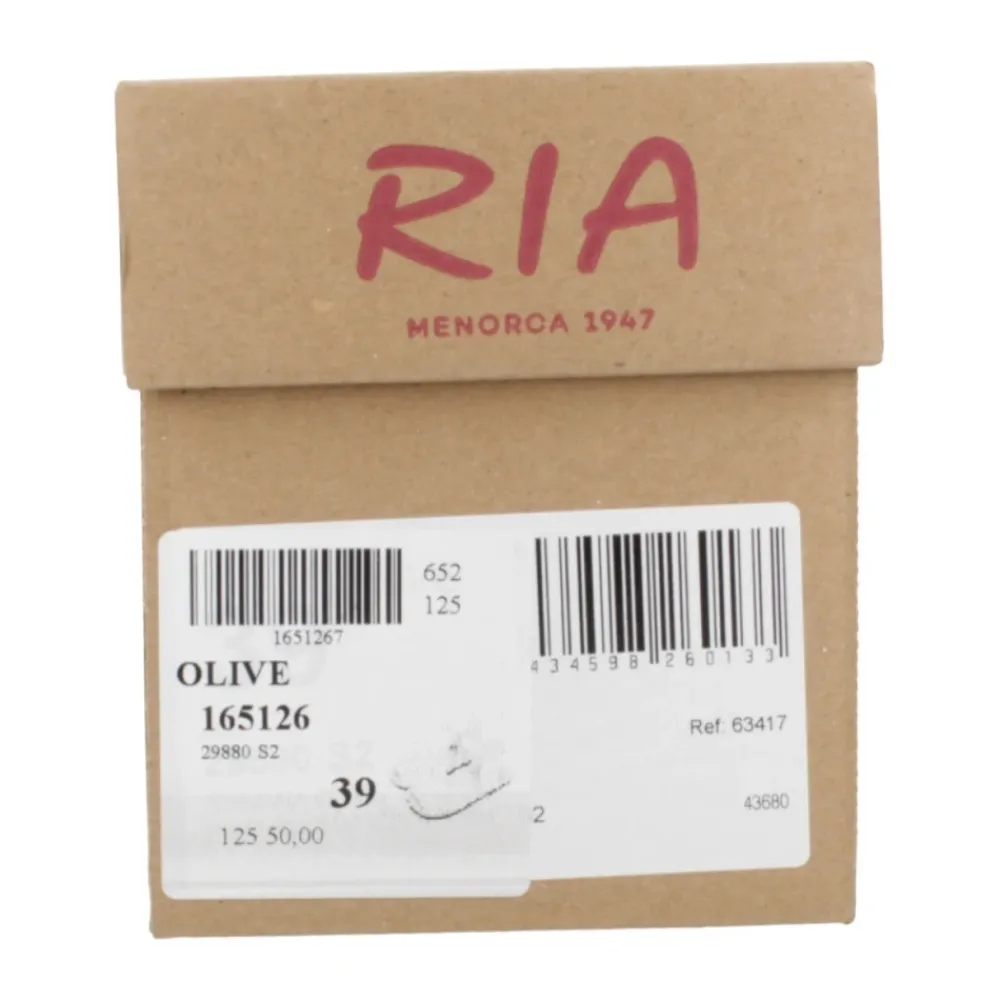 RIA
MENORCA 1947
652
125
1651267
OLIVE
165126
29880 S2
39
125 50,00
434598 260133
Ref: 63417
2
43680